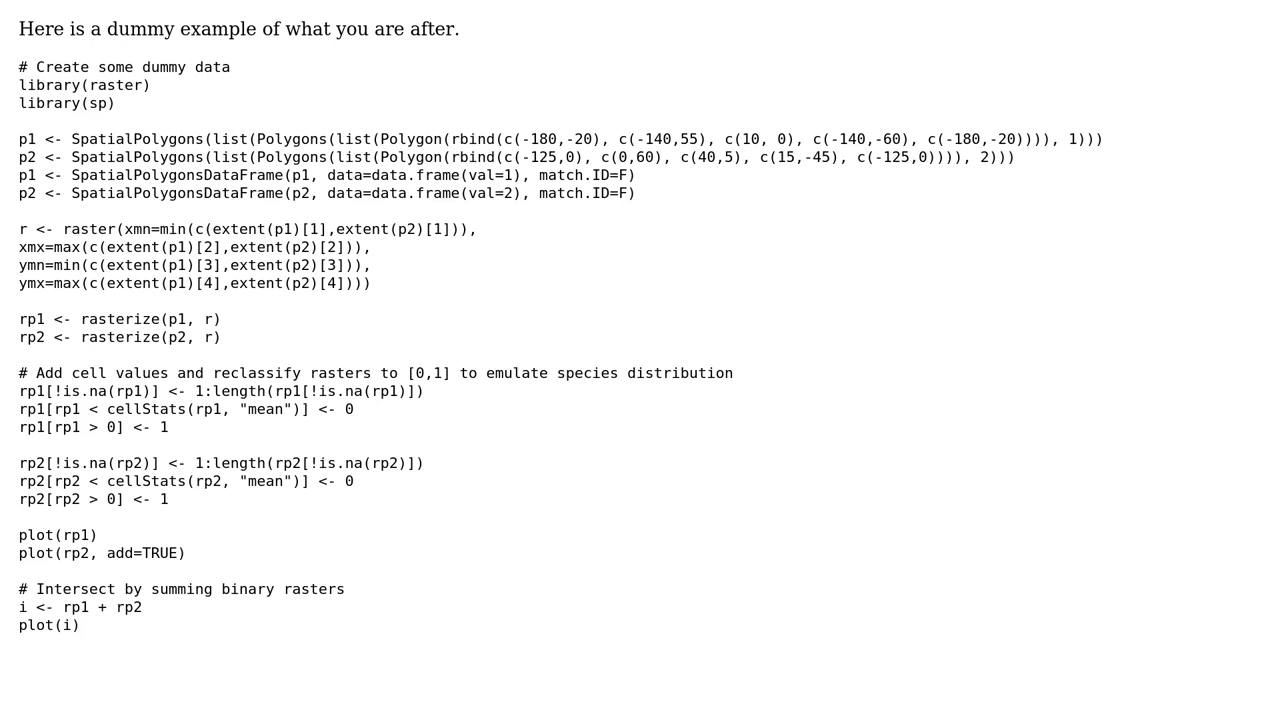 Here is a dummy example of what you are after.
# Create some dummy data
library(raster)
library(sp)
p1 <- SpatialPolygons(list(Polygons(list(Polygon(rbind(c(-180,-20), c(-140,55), c(10, 0), c(-140,-60), c(-180,-20)))), 1)))
p2 <- SpatialPolygons(list(Polygons(list(Polygon(rbind(c(-125,0), c(0,60), c(40,5), c(15,-45), c(-125,0)))), 2)))
p1 <- SpatialPolygonsDataFrame(p1, data=data.frame(val=1), match.ID=F)
p2 <- SpatialPolygonsDataFrame(p2, data=data.frame(val=2), match.ID=F)
r <- raster(xmn=min(c(extent(p1)[1],extent(p2)[1])),
xmx=max(c(extent(p1)[2],extent(p2)[2])),
ymn=min(c(extent(p1)[3],extent(p2)[3])),
ymx=max(c(extent(p1)[4],extent(p2)[4])))
rp1 <- rasterize(p1, r)
rp2 <- rasterize(p2, r)
# Add cell values and reclassify rasters to [0,1] to emulate species distribution
rp1[!is.na(rp1)] <- 1:length(rp1[!is.na(rp1)])
rp1[rp1 < cellStats(rp1, "mean")] <- 0
rp1[rp1 > 0] <- 1
rp2[!is.na(rp2)] <- 1:length(rp2[!is.na(rp2)])
rp2[rp2 < cellStats(rp2, "mean")] <- 0
rp2[rp2 > 0] <- 1
plot(rp1)
plot(rp2, add=TRUE)
# Intersect by summing binary rasters
i <- rp1 + rp2
plot(i)